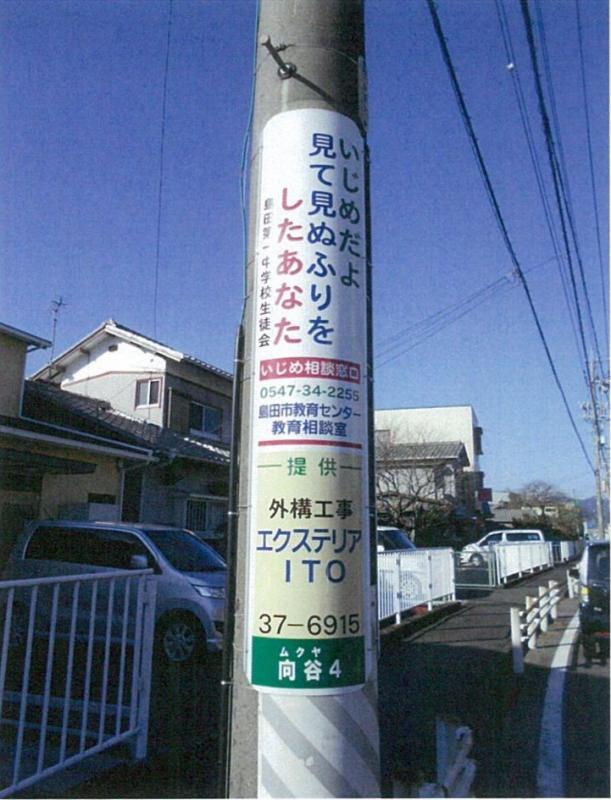 いじめだよ
見て見ぬふりを
したあなた
島田第一中学校生徒会
いじめ相談窓口
0547-34-2255
島田市教育センター
教育相談室
提供
外構工事
エクステリア
ITO
37-6915
ムクヤ
向谷4